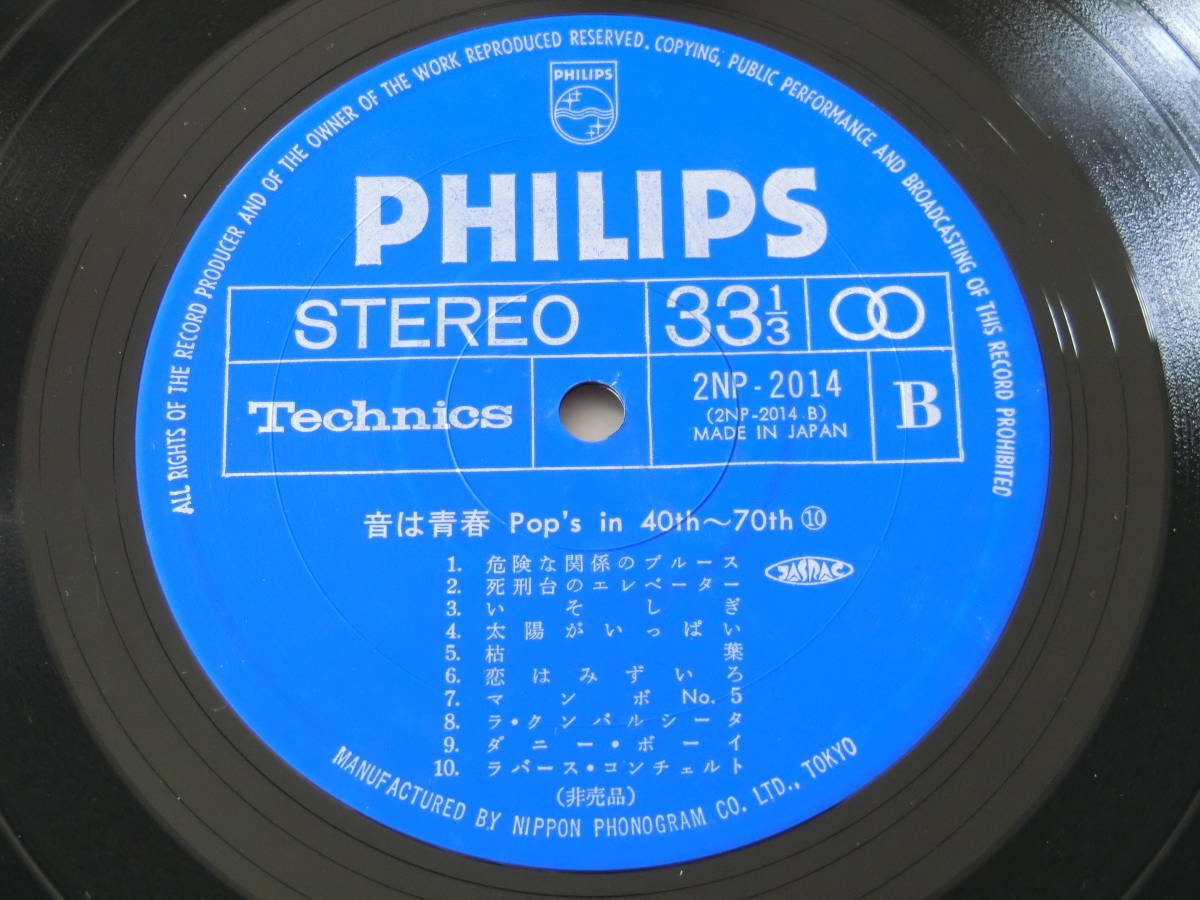 ALL RIGHTS OF THE RECORD PRODUCER AND OF THE OWNER OF THE WORK REPRODUCED RESERVED. COPYING, PUBLIC PERFORMANCE AND BROADCASTING OF THIS RECORD PROHIBITED
PHILIPS
PHILIPS
STEREO
33 1/3
Technics
2NP-2014
(2NP-2014 B)
MADE IN JAPAN
B
音は青春 Pop's in 40th〜70th⑩
1. 危険な関係のブルース
2. 死刑台のエレベーター
3. いそしぎ
4. 太陽がいっぱい
5. 枯葉
6. 恋はみずいろ
7. マンボ No. 5
8. ラ・クンパルシータ
9. ダニー・ボーイ
10. ラバース・コンチェルト
JASRAC
(非売品)
MANUFACTURED BY NIPPON PHONOGRAM CO. LTD., TOKYO